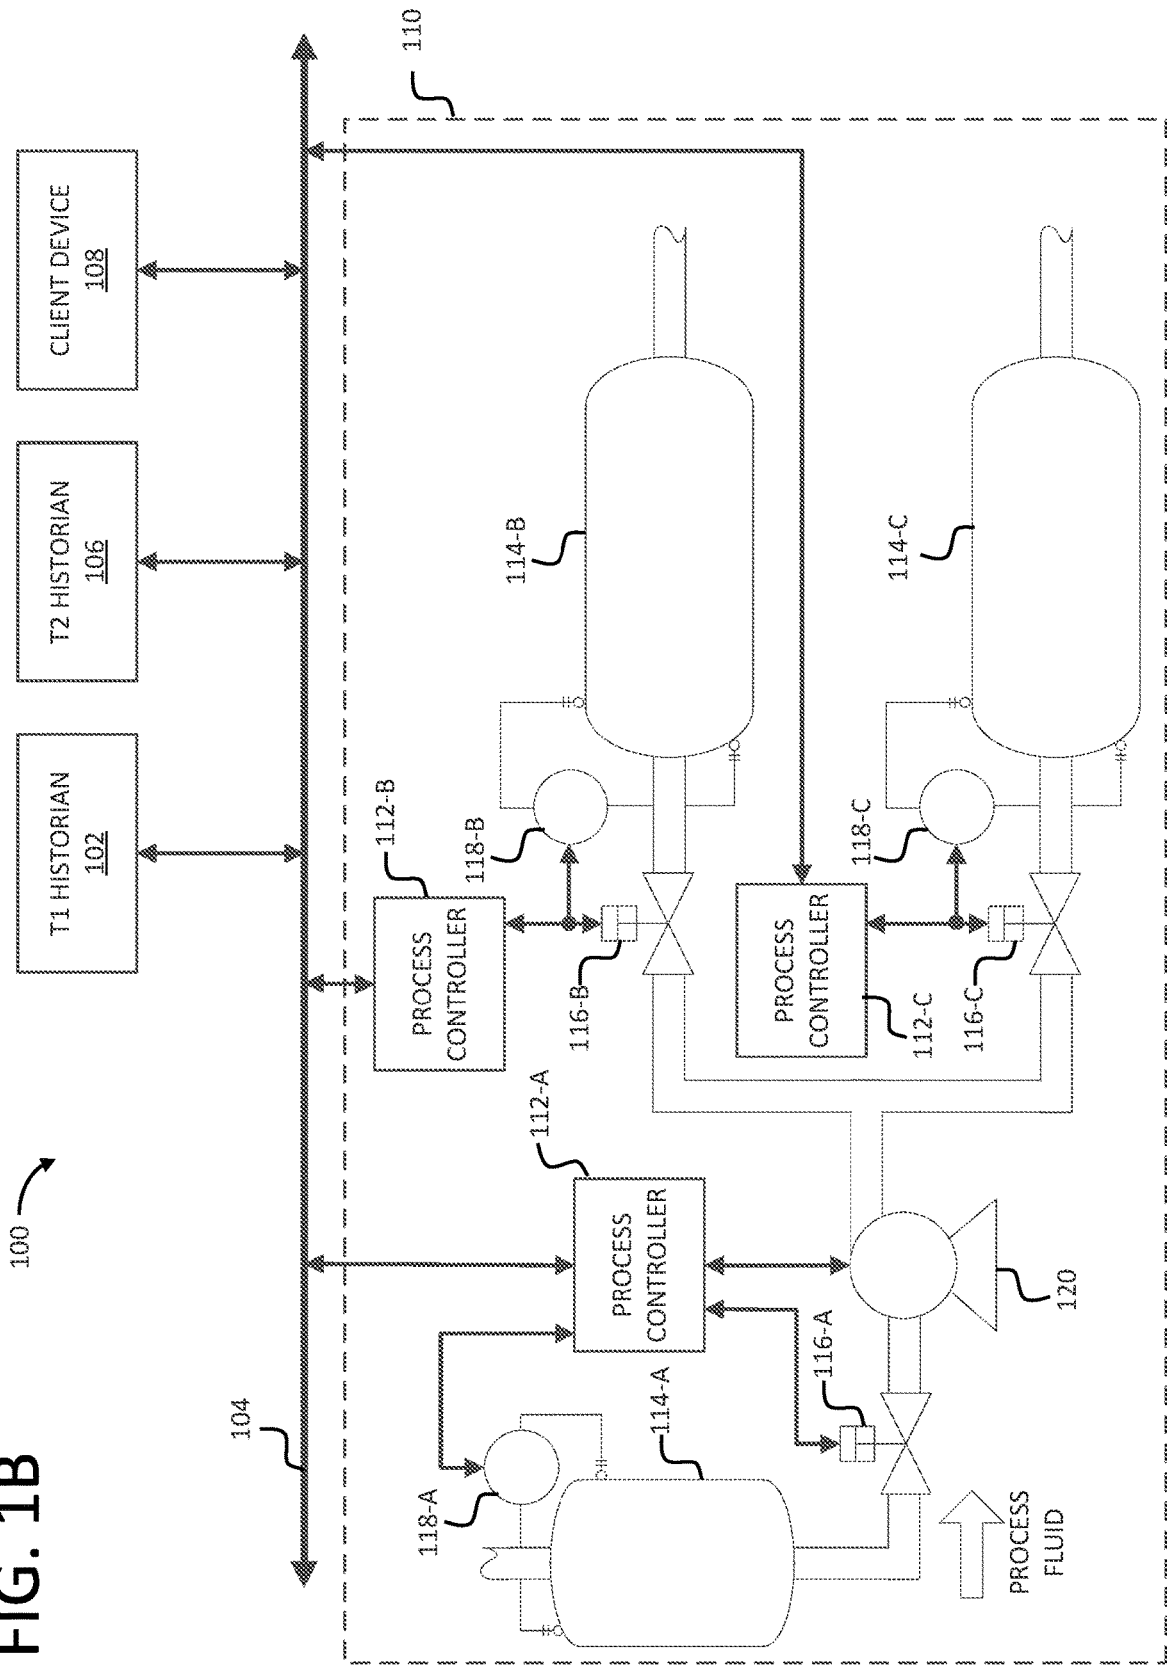 FIG. 1B
100
T1 HISTORIAN
102
T2 HISTORIAN
106
CLIENT DEVICE
108
104
110
118-A
114-A
116-A
PROCESS
CONTROLLER
112-A
120
PROCESS
FLUID
PROCESS
CONTROLLER
112-B
118-B
116-B
114-B
PROCESS
CONTROLLER
112-C
118-C
116-C
114-C